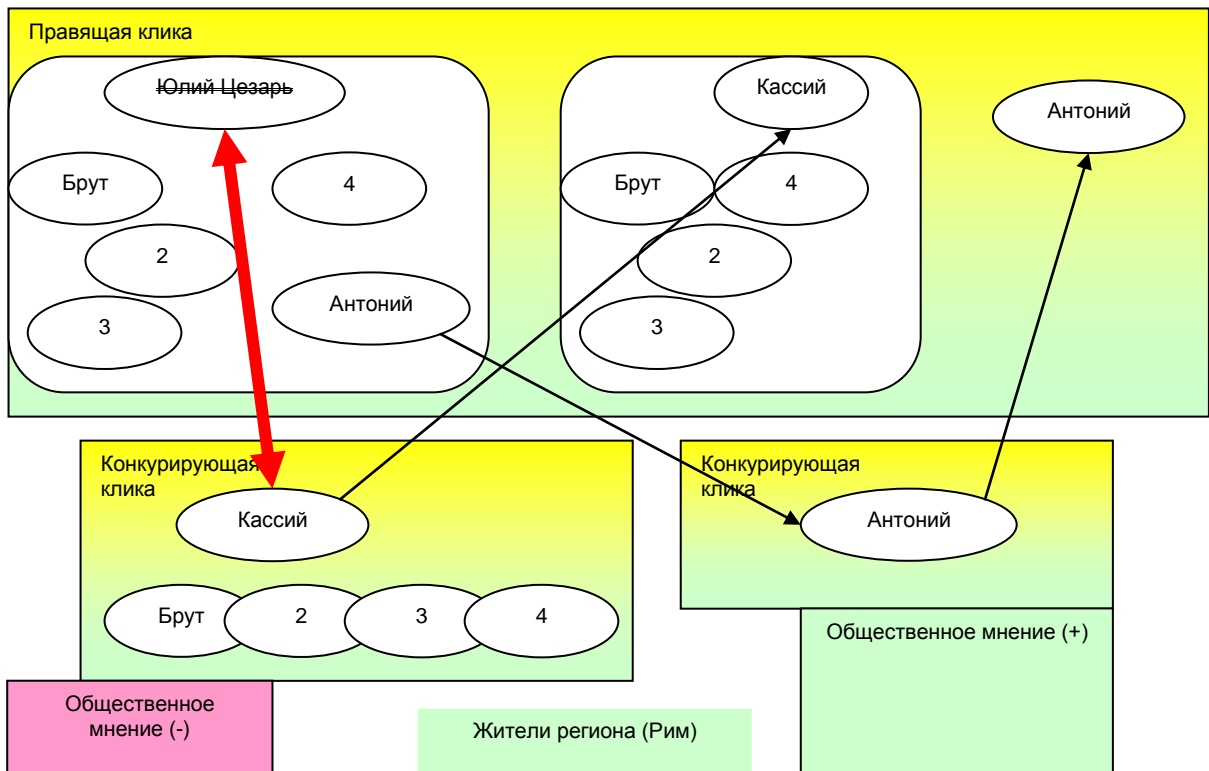 Правящая клика
Юлий Цезарь
Кассий
Антоний
Брут
4
Брут
4
2
2
Антоний
3
3
Конкурирующая
клика
Кассий
Брут
2
3
4
Конкурирующая
клика
Антоний
Общественное мнение (+)
Общественное
мнение (-)
Жители региона (Рим)